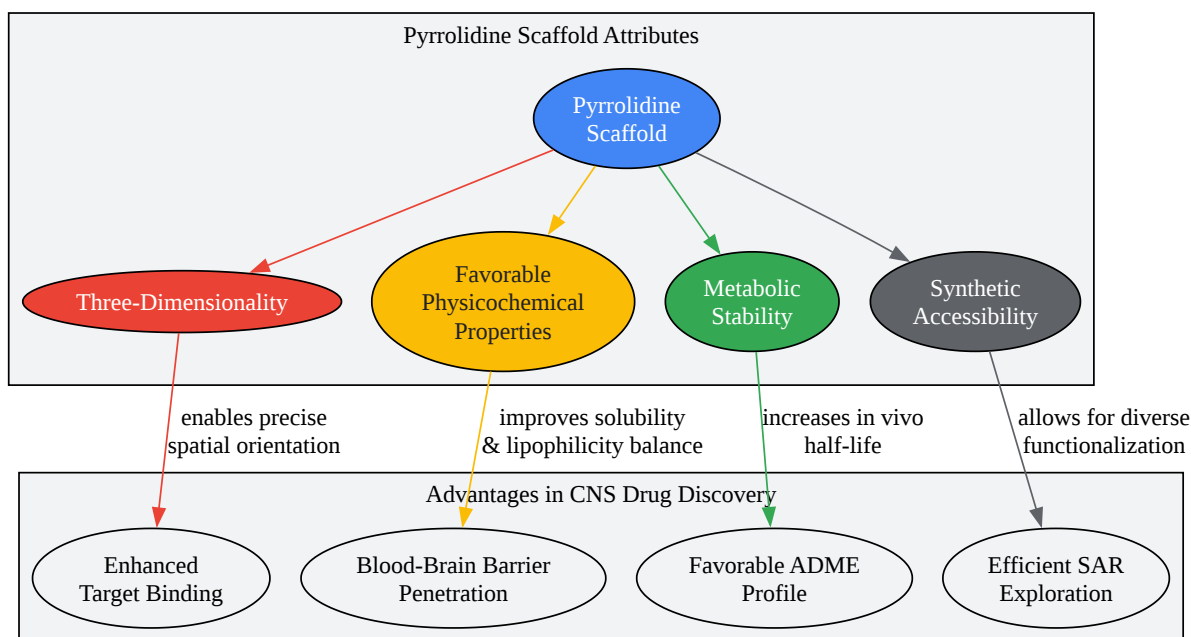 Pyrrolidine Scaffold Attributes
Pyrrolidine
Scaffold
Three-Dimensionality
Favorable
Physicochemical
Properties
Metabolic
Stability
Synthetic
Accessibility
enables precise
spatial orientation
improves solubility
& lipophilicity balance
increases in vivo
half-life
allows for diverse
functionalization
Advantages in CNS Drug Discovery
Enhanced
Target Binding
Blood-Brain Barrier
Penetration
Favorable ADME
Profile
Efficient SAR
Exploration